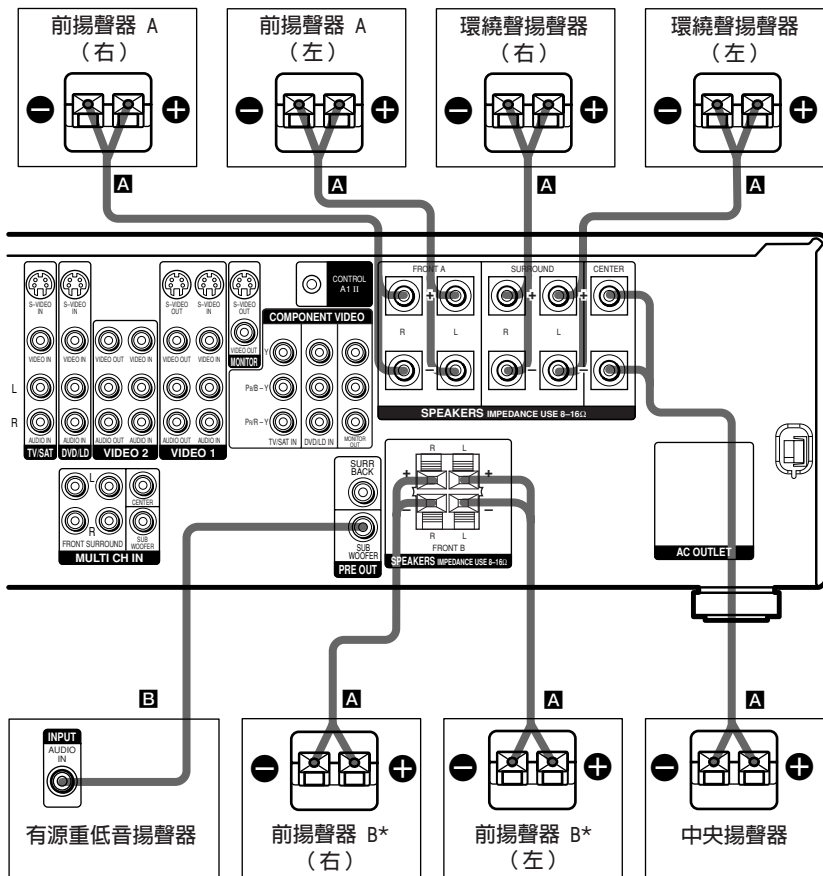 前揚聲器 A
（右）
前揚聲器 A
（左）
環繞聲揚聲器
（右）
環繞聲揚聲器
（左）
A
A
A
A
S-VIDEO
IN
S-VIDEO
IN
S-VIDEO
OUT
S-VIDEO
IN
S-VIDEO
OUT
CONTROL
A1 II
COMPONENT VIDEO
VIDEO IN
VIDEO IN
VIDEO OUT
VIDEO IN
VIDEO OUT
VIDEO IN
VIDEO OUT
MONITOR
Y
PB/B–Y
PR/R–Y
L
R
AUDIO IN
AUDIO IN
AUDIO OUT
AUDIO IN
AUDIO OUT
AUDIO IN
TV/SAT IN
DVD/LD IN
MONITOR
OUT
TV/SAT
DVD/LD
VIDEO 2
VIDEO 1
FRONT A
SURROUND
CENTER
+
+
+
R
L
R
L
–
–
–
SPEAKERS IMPEDANCE USE 8–16Ω
L
CENTER
R
FRONT
SURROUND
SUB
WOOFER
MULTI CH IN
SURR
BACK
SUB
WOOFER
PRE OUT
R
L
+
+
–
–
R
L
FRONT B
SPEAKERS IMPEDANCE USE 8–16Ω
AC OUTLET
B
A
A
A
INPUT
AUDIO
IN
有源重低音揚聲器
前揚聲器 B*
（右）
前揚聲器 B*
（左）
中央揚聲器